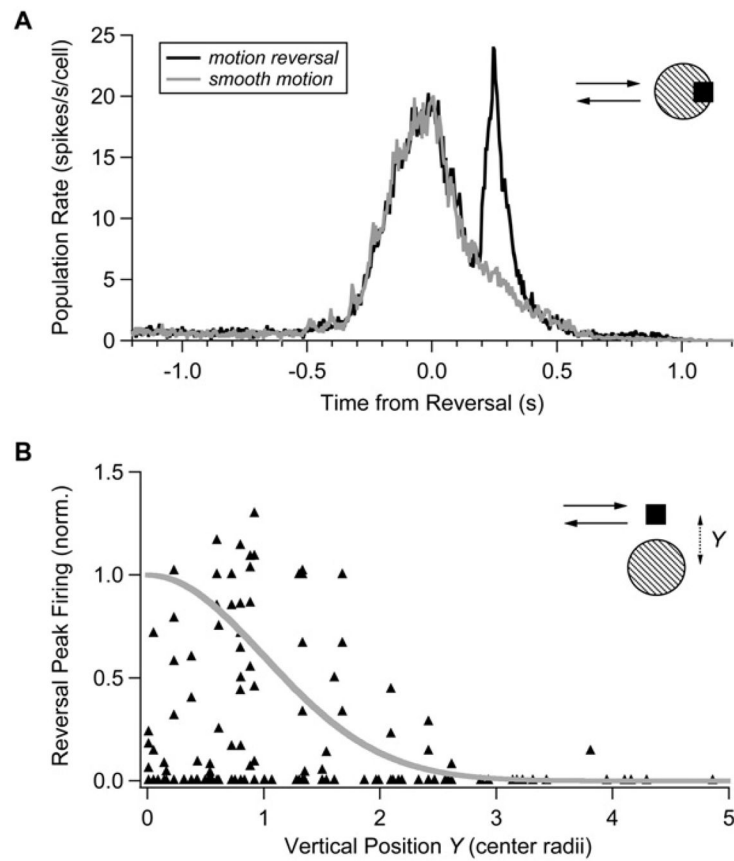 A
25
20
15
10
5
0
Population Rate (spikes/s/cell)
motion reversal
smooth motion
-1.0
-0.5
0.0
0.5
1.0
Time from Reversal (s)
B
1.5
1.0
0.5
0.0
Reversal Peak Firing (norm.)
Y
0
1
2
3
4
5
Vertical Position Y (center radii)